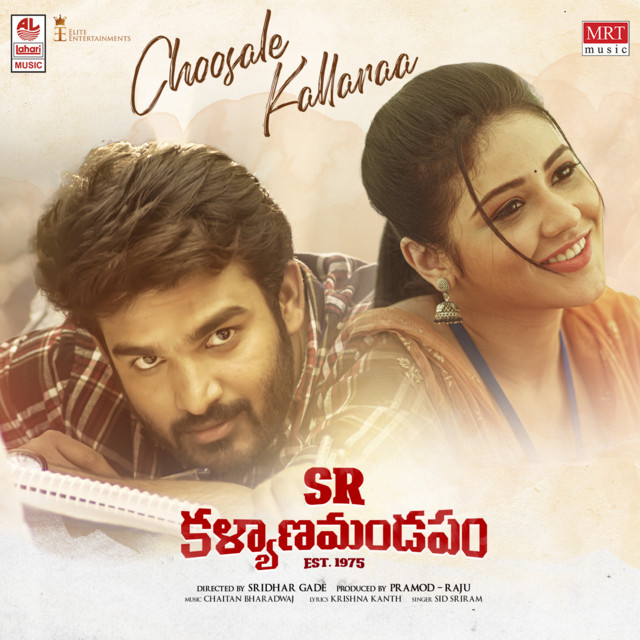 AL
lahari
MUSIC
ELITE
ENTERTAINMENTS
Choosale
Kallaraa
MRT
music
SR
కళ్యాణమండపం
EST. 1975
DIRECTED BY SRIDHAR GADE PRODUCED BY PRAMOD - RAJU
MUSIC CHAITAN BHARADWAJ LYRICS KRISHNA KANTH SINGER SID SRIRAM